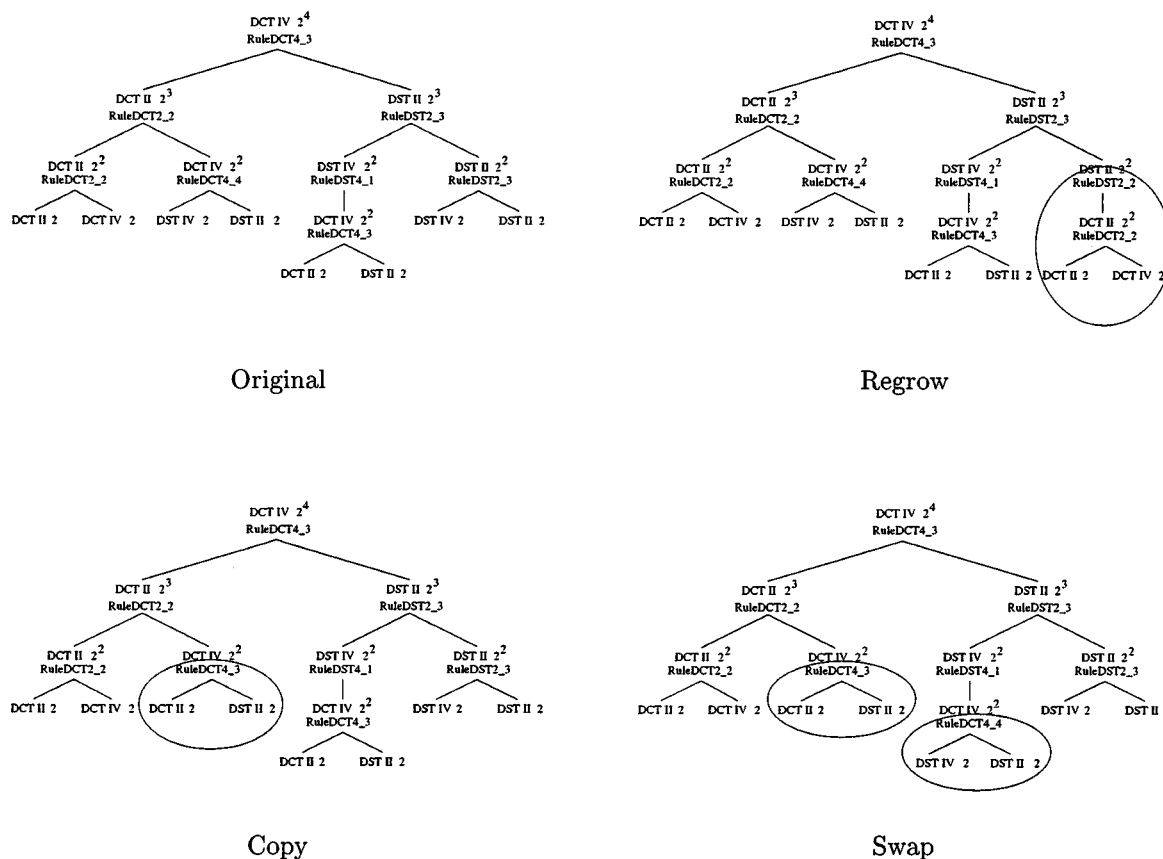 DCT IV 2^4
RuleDCT4_3
DCT II 2^3
RuleDCT2_2
DST II 2^3
RuleDST2_3
DCT II 2^2
RuleDCT2_2
DCT IV 2^2
RuleDCT4_4
DST IV 2^2
RuleDST4_1
DST II 2^2
RuleDST2_3
DCT II 2 DCT IV 2 DST IV 2 DST II 2
DCT IV 2^2
RuleDCT4_3
DST IV 2 DST II 2
DCT II 2 DST II 2
Original
DCT IV 2^4
RuleDCT4_3
DCT II 2^3
RuleDCT2_2
DST II 2^3
RuleDST2_3
DCT II 2^2
RuleDCT2_2
DCT IV 2^2
RuleDCT4_4
DST IV 2^2
RuleDST4_1
DST II 2^2
RuleDST2_2
DCT II 2 DCT IV 2 DST IV 2 DST II 2
DCT IV 2^2
RuleDCT4_3
DCT II 2^2
RuleDCT2_2
DCT II 2 DST II 2 DCT II 2 DCT IV 2
Regrow
DCT IV 2^4
RuleDCT4_3
DCT II 2^3
RuleDCT2_2
DST II 2^3
RuleDST2_3
DCT II 2^2
RuleDCT2_2
DCT IV 2^2
RuleDCT4_3
DST IV 2^2
RuleDST4_1
DST II 2^2
RuleDST2_3
DCT II 2 DCT IV 2 DCT II 2 DST II 2
DCT IV 2^2
RuleDCT4_3
DST IV 2 DST II 2
DCT II 2 DST II 2
Copy
DCT IV 2^4
RuleDCT4_3
DCT II 2^3
RuleDCT2_2
DST II 2^3
RuleDST2_3
DCT II 2^2
RuleDCT2_2
DCT IV 2^2
RuleDCT4_3
DST IV 2^2
RuleDST4_1
DST II 2^2
RuleDST2_3
DCT II 2 DCT IV 2 DCT II 2 DST II 2
DCT IV 2^2
RuleDCT4_4
DST IV 2 DST II
DST IV 2 DST II 2
Swap